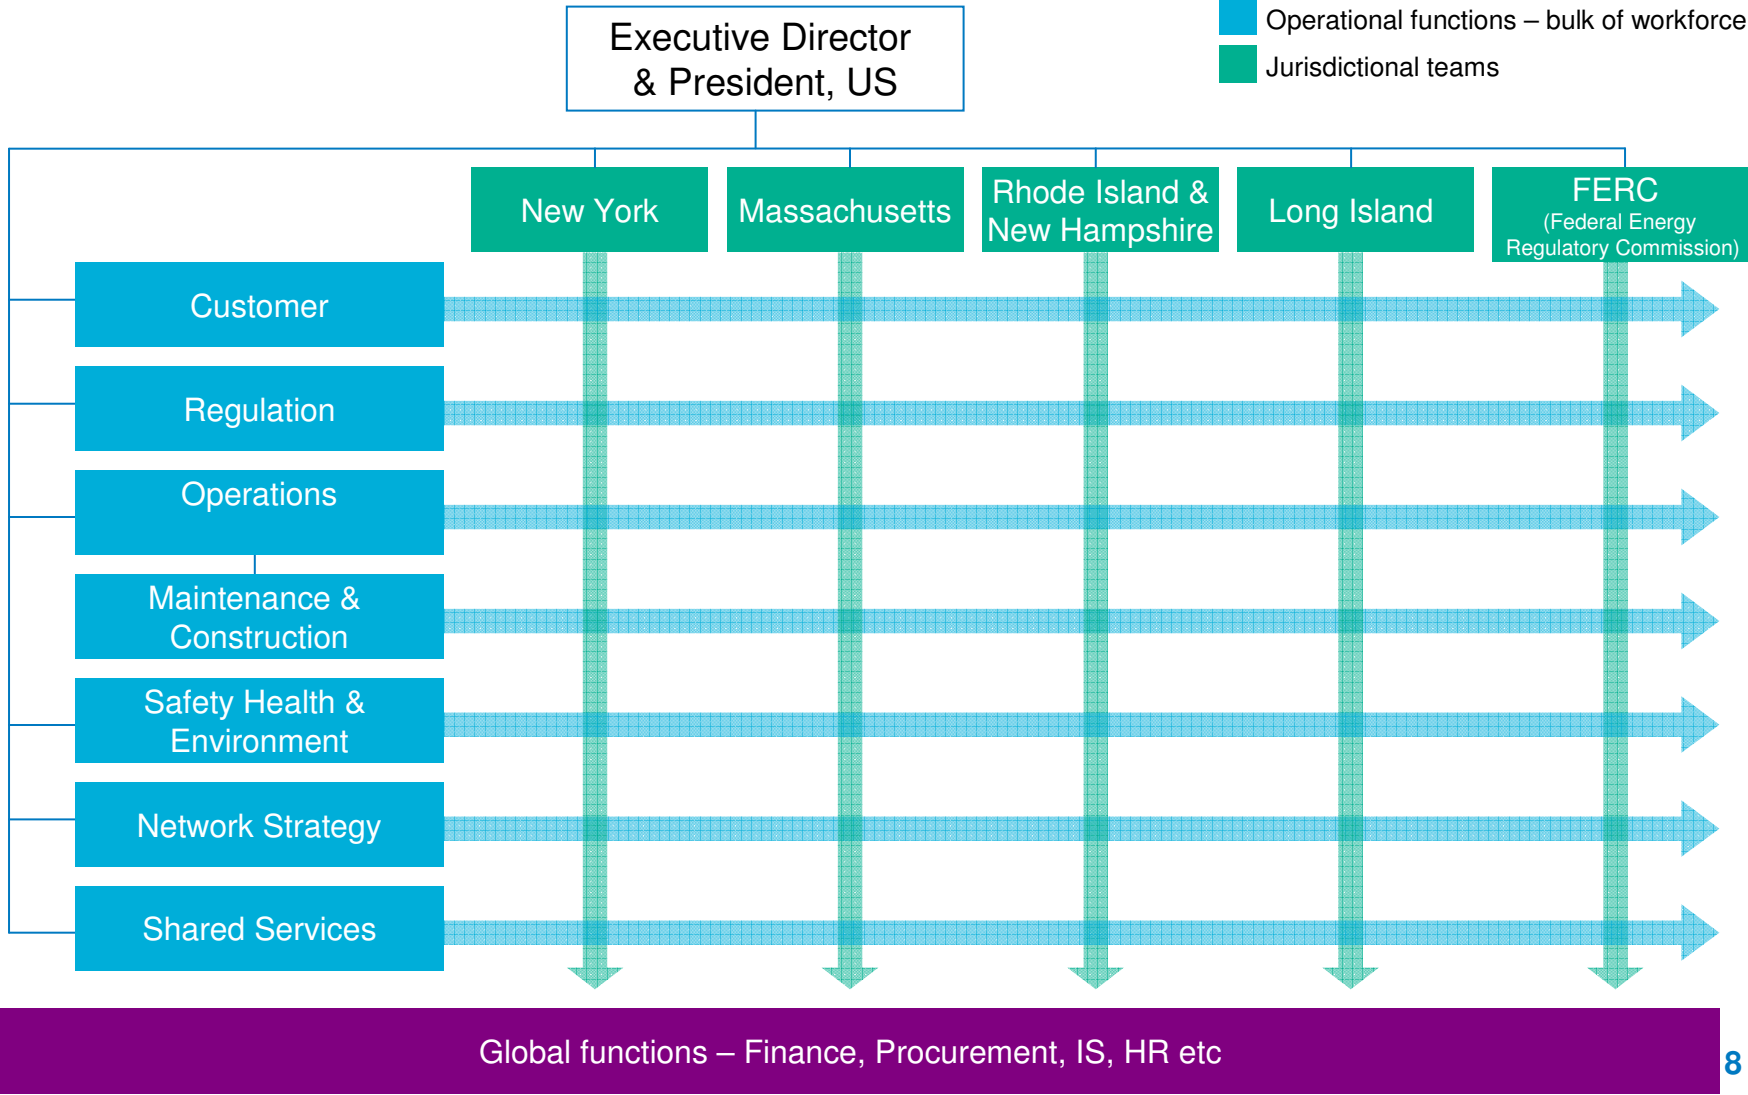 Executive Director
& President, US
Operational functions – bulk of workforce
Jurisdictional teams
New York
Massachusetts
Rhode Island &
New Hampshire
Long Island
FERC
(Federal Energy
Regulatory Commission)
Customer
Regulation
Operations
Maintenance &
Construction
Safety Health &
Environment
Network Strategy
Shared Services
Global functions – Finance, Procurement, IS, HR etc
8